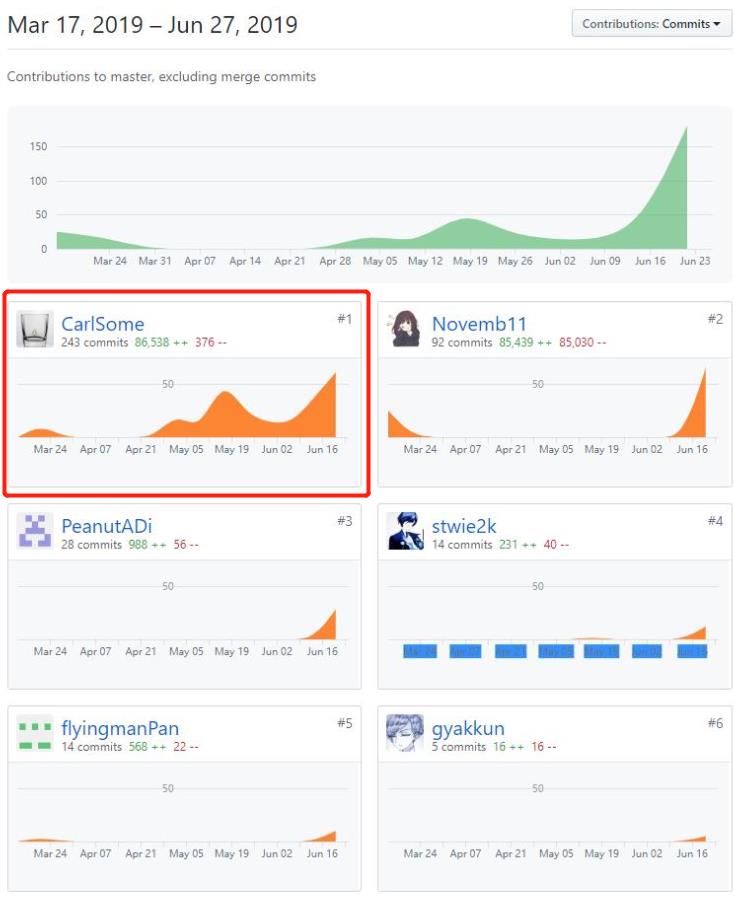 Mar 17, 2019 – Jun 27, 2019
Contributions: Commits
Contributions to master, excluding merge commits
150
100
50
0
Mar 24 Mar 31 Apr 07 Apr 14 Apr 21 Apr 28 May 05 May 12 May 19 May 26 Jun 02 Jun 09 Jun 16 Jun 23
CarlSome #1
243 commits 86,538 ++ 376 --
50
Mar 24 Apr 07 Apr 21 May 05 May 19 Jun 02 Jun 16
Novemb11 #2
92 commits 85,439 ++ 85,030 --
50
Mar 24 Apr 07 Apr 21 May 05 May 19 Jun 02 Jun 16
PeanutADi #3
28 commits 988 ++ 56 --
50
Mar 24 Apr 07 Apr 21 May 05 May 19 Jun 02 Jun 16
stwie2k #4
14 commits 231 ++ 40 --
50
Mar 24 Apr 07 Apr 21 May 05 May 19 Jun 02 Jun 16
flyingmanPan #5
14 commits 568 ++ 22 --
50
Mar 24 Apr 07 Apr 21 May 05 May 19 Jun 02 Jun 16
gyakkun #6
5 commits 16 ++ 16 --
50
Mar 24 Apr 07 Apr 21 May 05 May 19 Jun 02 Jun 16